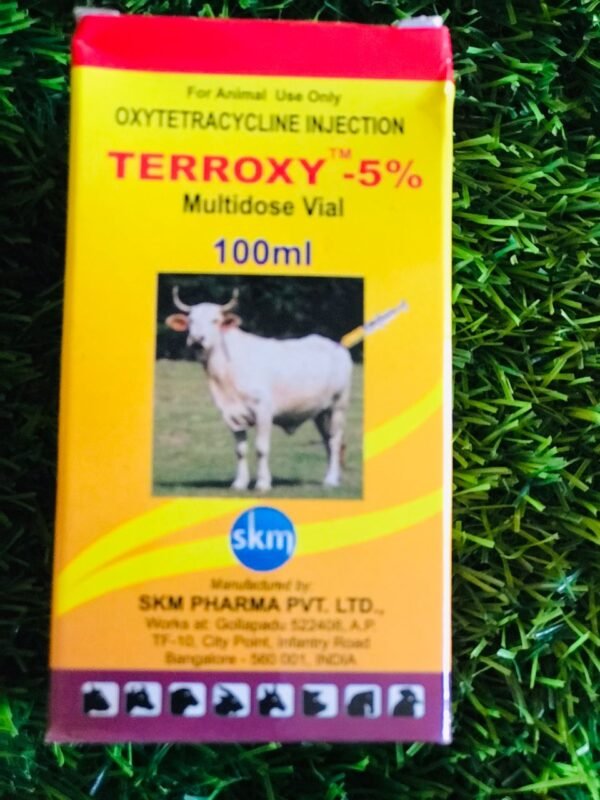 For Animal Use Only
OXYTETRACYCLINE INJECTION
TERROXY™-5%
Multidose Vial
100ml
skm
Manufactured by:
SKM PHARMA PVT. LTD.,
Works at: Gollapadu 522408, A.P.
TF-10, City Point, Infantry Road
Bangalore - 560 001, INDIA